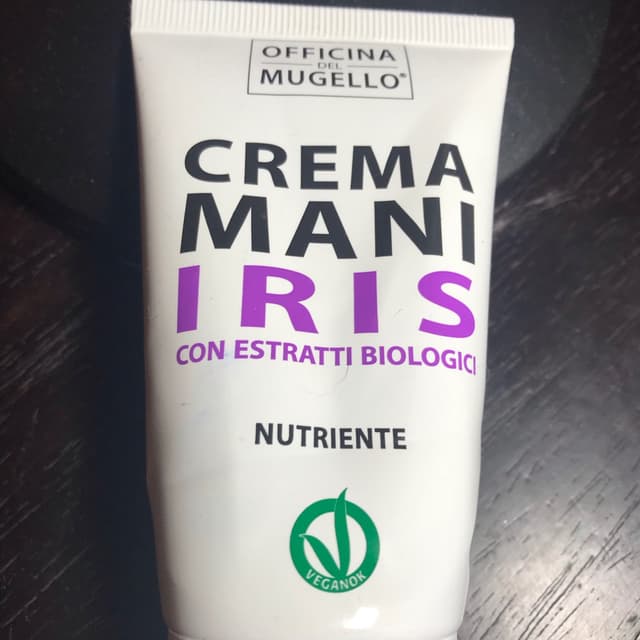 OFFICINA
DEL
MUGELLO®
CREMA
MANI
IRIS
CON ESTRATTI BIOLOGICI
NUTRIENTE
VEGANOK